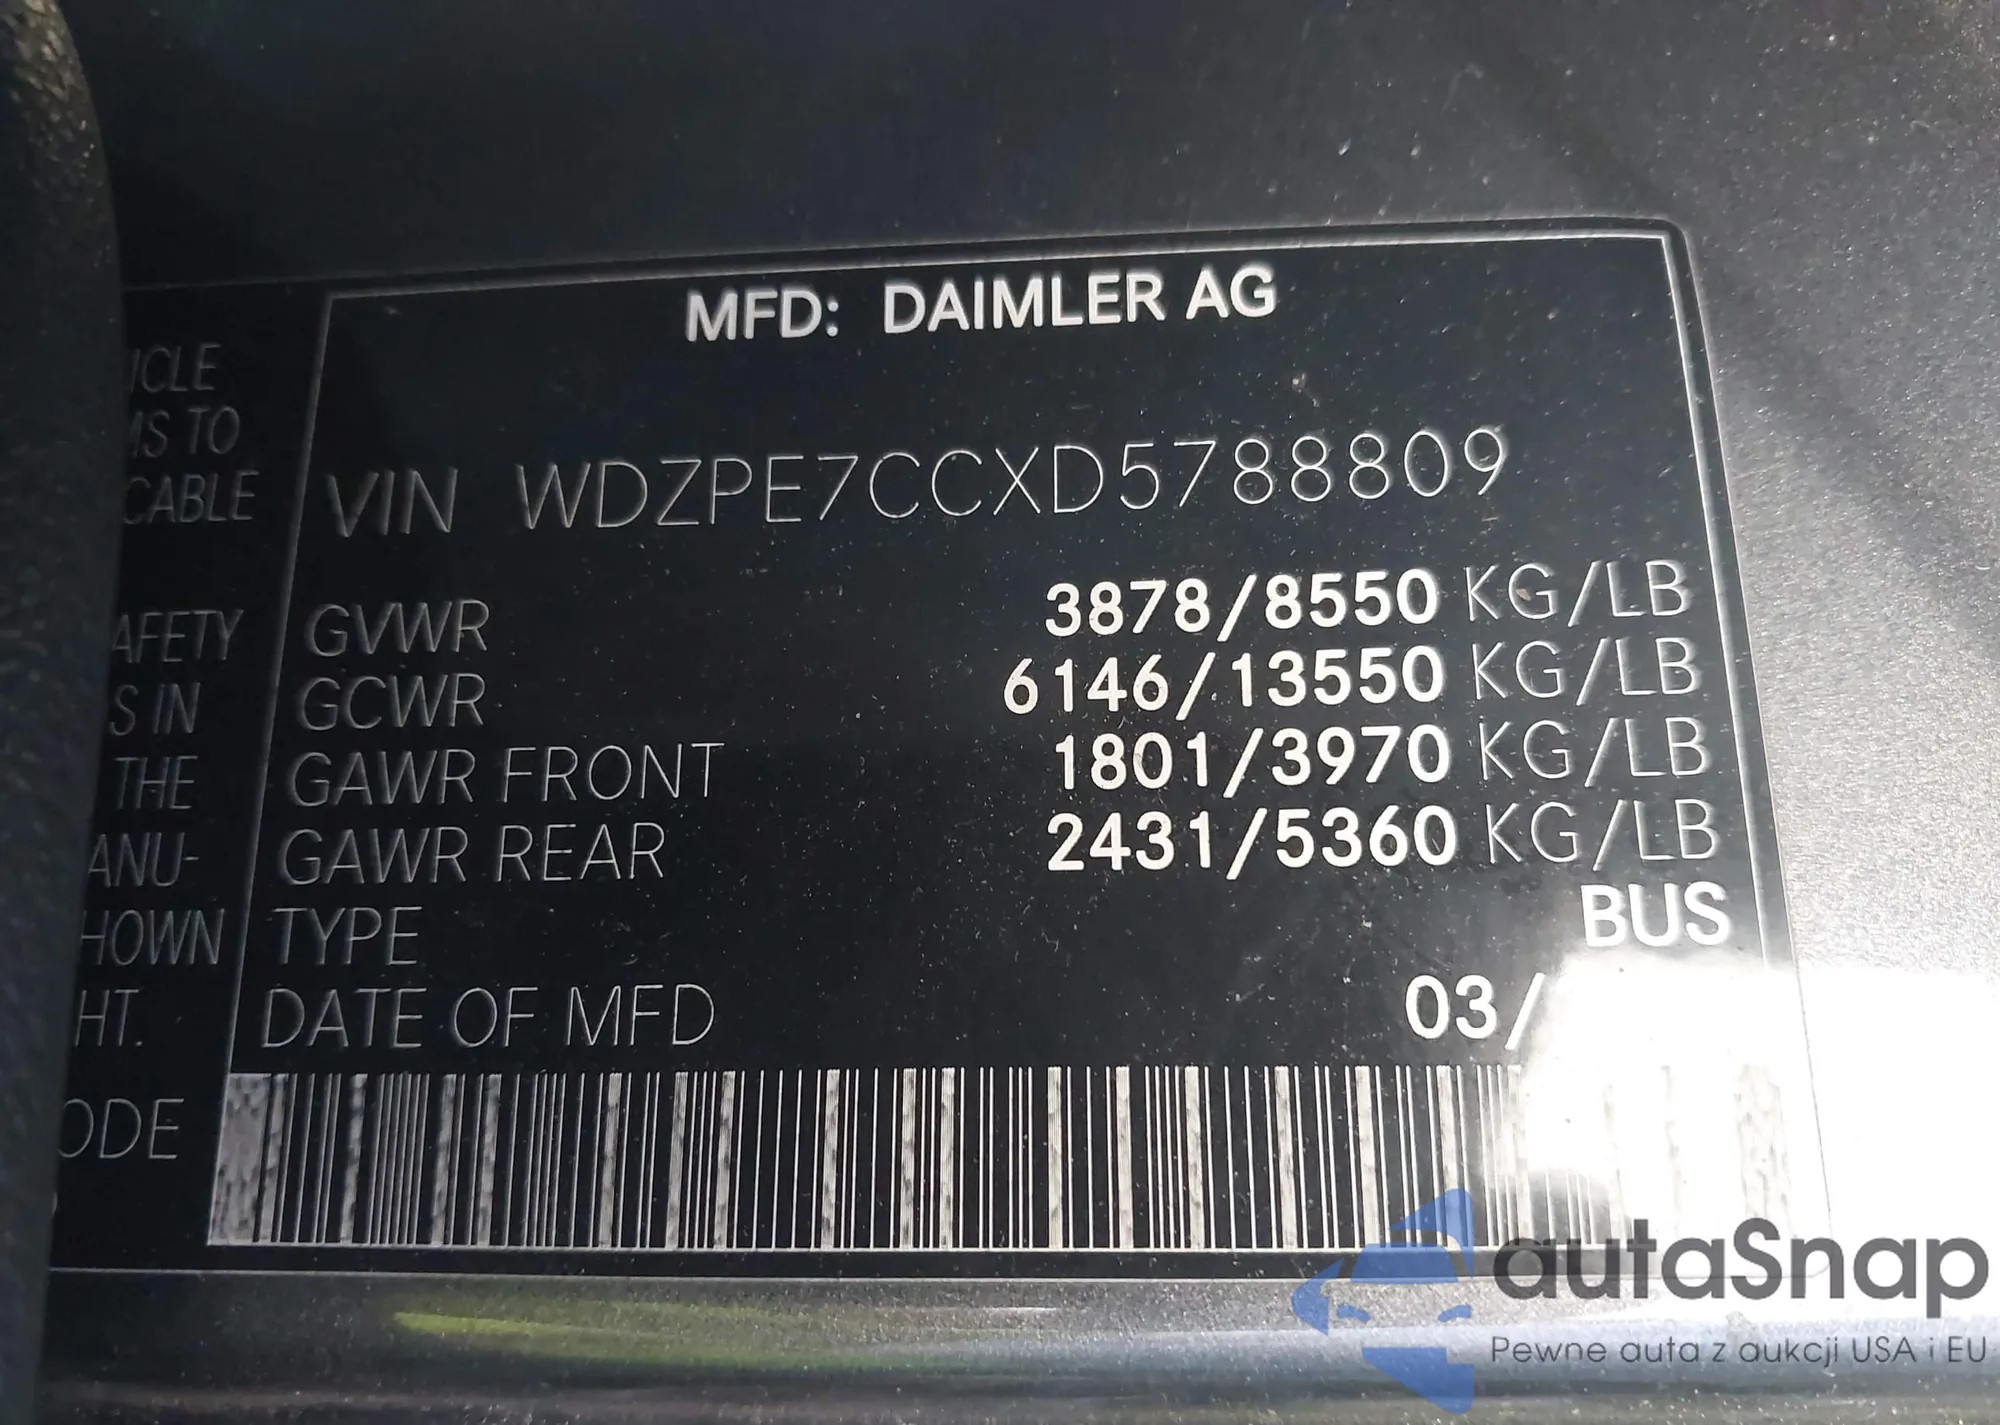 MFD: DAIMLER AG
VIN WDZPE7CCXD5788809
GVWR 3878/8550 KG/LB
GCWR 6146/13550 KG/LB
GAWR FRONT 1801/3970 KG/LB
GAWR REAR 2431/5360 KG/LB
TYPE BUS
DATE OF MFD 03/
ICLE
MS TO
CABLE
AFETY
S IN
THE
ANU-
HOWN
HT.
ODE
autaSnap
Pewne auta z aukcji USA i EU